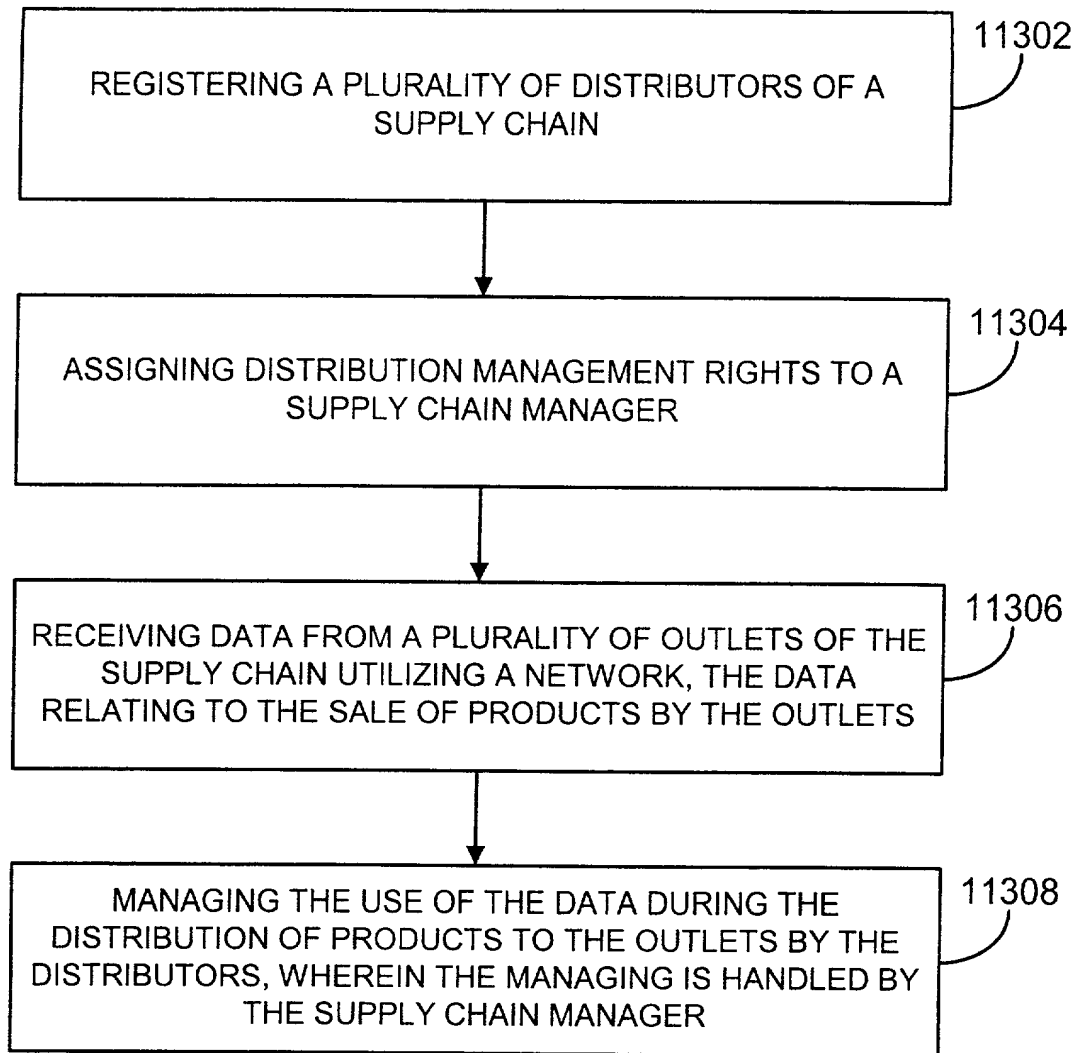 11302
REGISTERING A PLURALITY OF DISTRIBUTORS OF A
SUPPLY CHAIN
11304
ASSIGNING DISTRIBUTION MANAGEMENT RIGHTS TO A
SUPPLY CHAIN MANAGER
11306
RECEIVING DATA FROM A PLURALITY OF OUTLETS OF THE
SUPPLY CHAIN UTILIZING A NETWORK, THE DATA
RELATING TO THE SALE OF PRODUCTS BY THE OUTLETS
11308
MANAGING THE USE OF THE DATA DURING THE
DISTRIBUTION OF PRODUCTS TO THE OUTLETS BY THE
DISTRIBUTORS, WHEREIN THE MANAGING IS HANDLED BY
THE SUPPLY CHAIN MANAGER